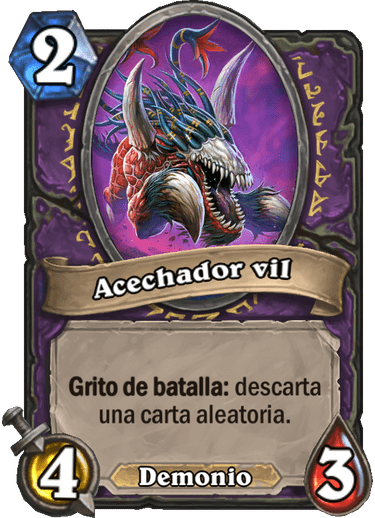 2
Acechador vil
Grito de batalla: descarta
una carta aleatoria.
4
Demonio
3